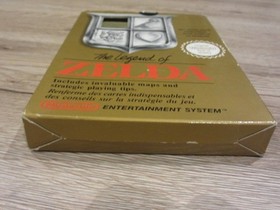 The Legend of
ZELDA
Includes invaluable maps and
strategic playing tips.
Renferme des cartes indispensables et
des conseils sur la stratégie du jeu.
ENTERTAINMENT SYSTEM™